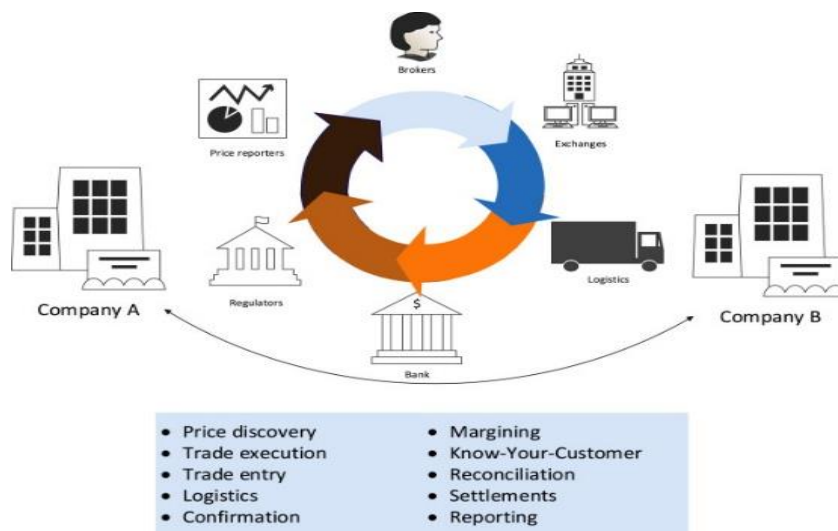 Brokers
Price reporters
Exchanges
Regulators
Logistics
Company A
Company B
$
Bank
• Price discovery
• Trade execution
• Trade entry
• Logistics
• Confirmation
• Margining
• Know-Your-Customer
• Reconciliation
• Settlements
• Reporting